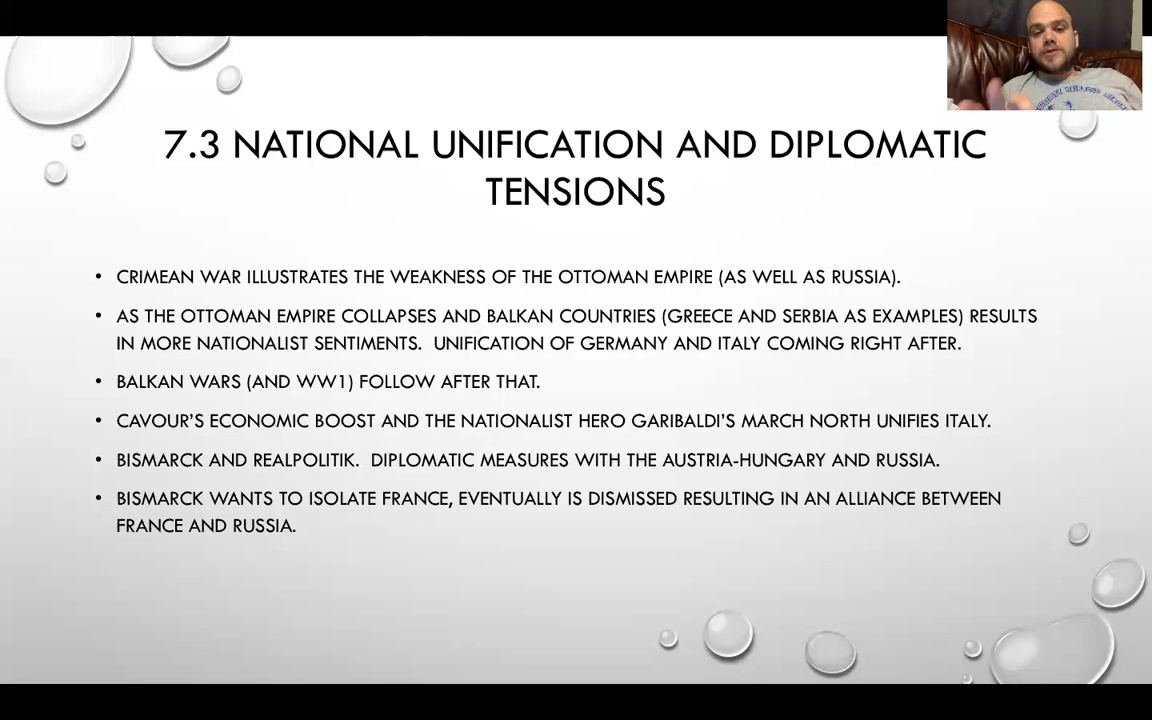 7.3 NATIONAL UNIFICATION AND DIPLOMATIC
TENSIONS
• CRIMEAN WAR ILLUSTRATES THE WEAKNESS OF THE OTTOMAN EMPIRE (AS WELL AS RUSSIA).
• AS THE OTTOMAN EMPIRE COLLAPSES AND BALKAN COUNTRIES (GREECE AND SERBIA AS EXAMPLES) RESULTS
IN MORE NATIONALIST SENTIMENTS.  UNIFICATION OF GERMANY AND ITALY COMING RIGHT AFTER.
• BALKAN WARS (AND WW1) FOLLOW AFTER THAT.
• CAVOUR'S ECONOMIC BOOST AND THE NATIONALIST HERO GARIBALDI'S MARCH NORTH UNIFIES ITALY.
• BISMARCK AND REALPOLITIK.  DIPLOMATIC MEASURES WITH THE AUSTRIA-HUNGARY AND RUSSIA.
• BISMARCK WANTS TO ISOLATE FRANCE, EVENTUALLY IS DISMISSED RESULTING IN AN ALLIANCE BETWEEN
FRANCE AND RUSSIA.